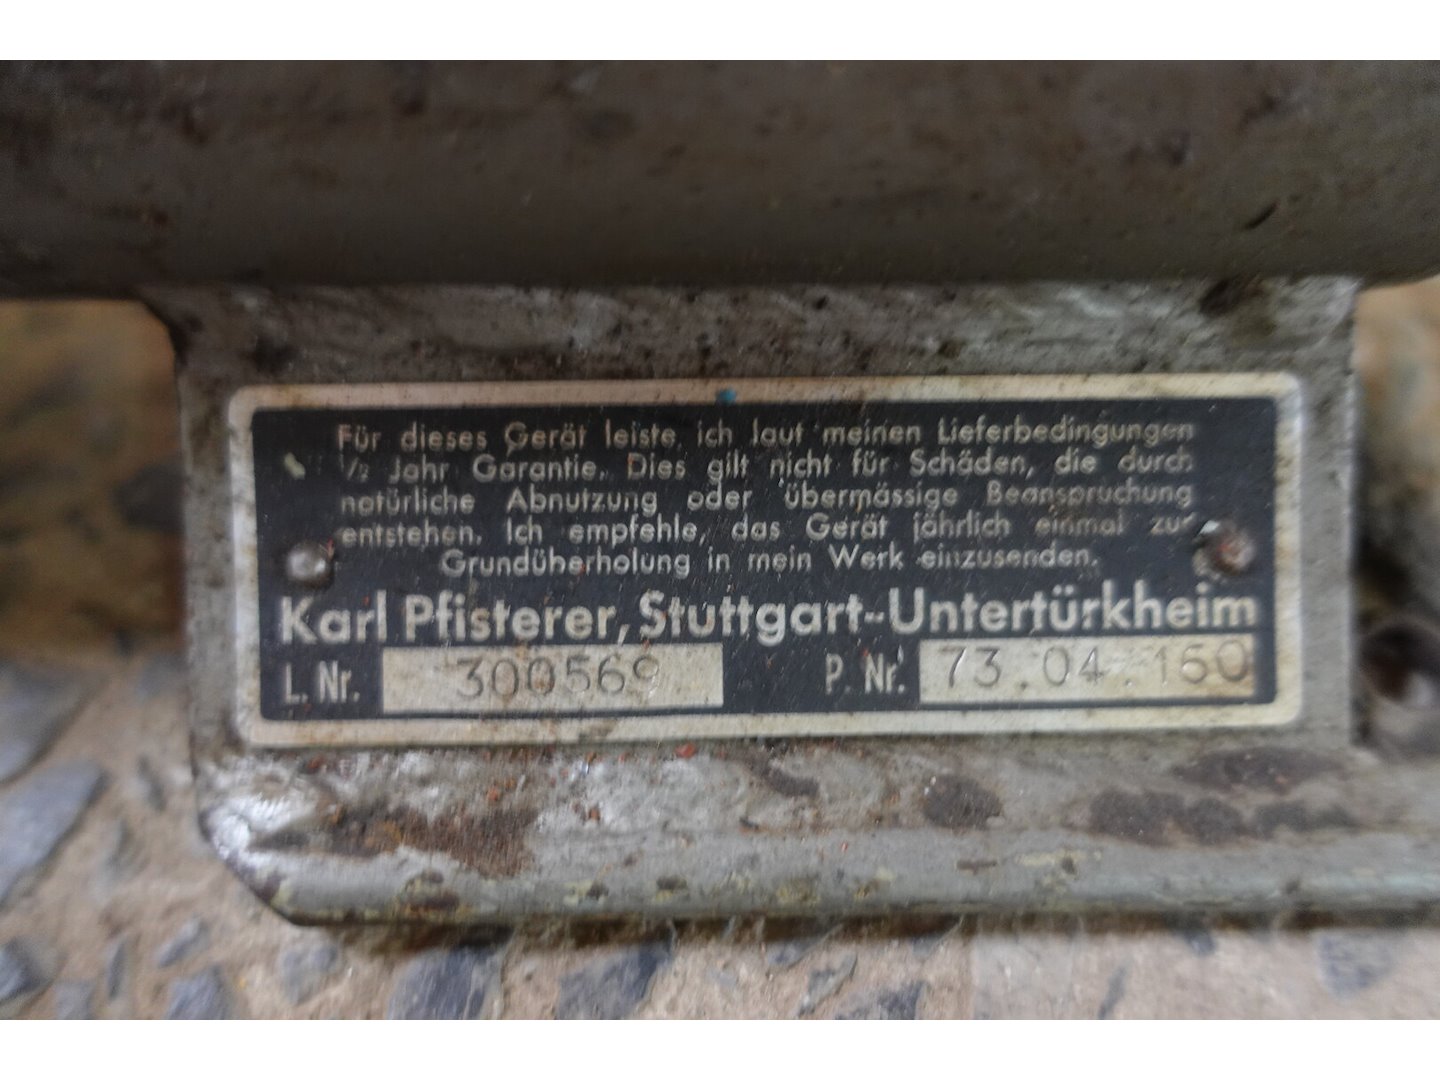 Für dieses Gerät leiste ich laut meinen Lieferbedingungen
1/2 Jahr Garantie. Dies gilt nicht für Schäden, die durch
natürliche Abnutzung oder übermässige Beanspruchung
entstehen. Ich empfehle, das Gerät jährlich einmal zur
Grundüberholung in mein Werk einzusenden.
Karl Pfisterer, Stuttgart-Untertürkheim
L. Nr. 300569 P. Nr. 73.04.160